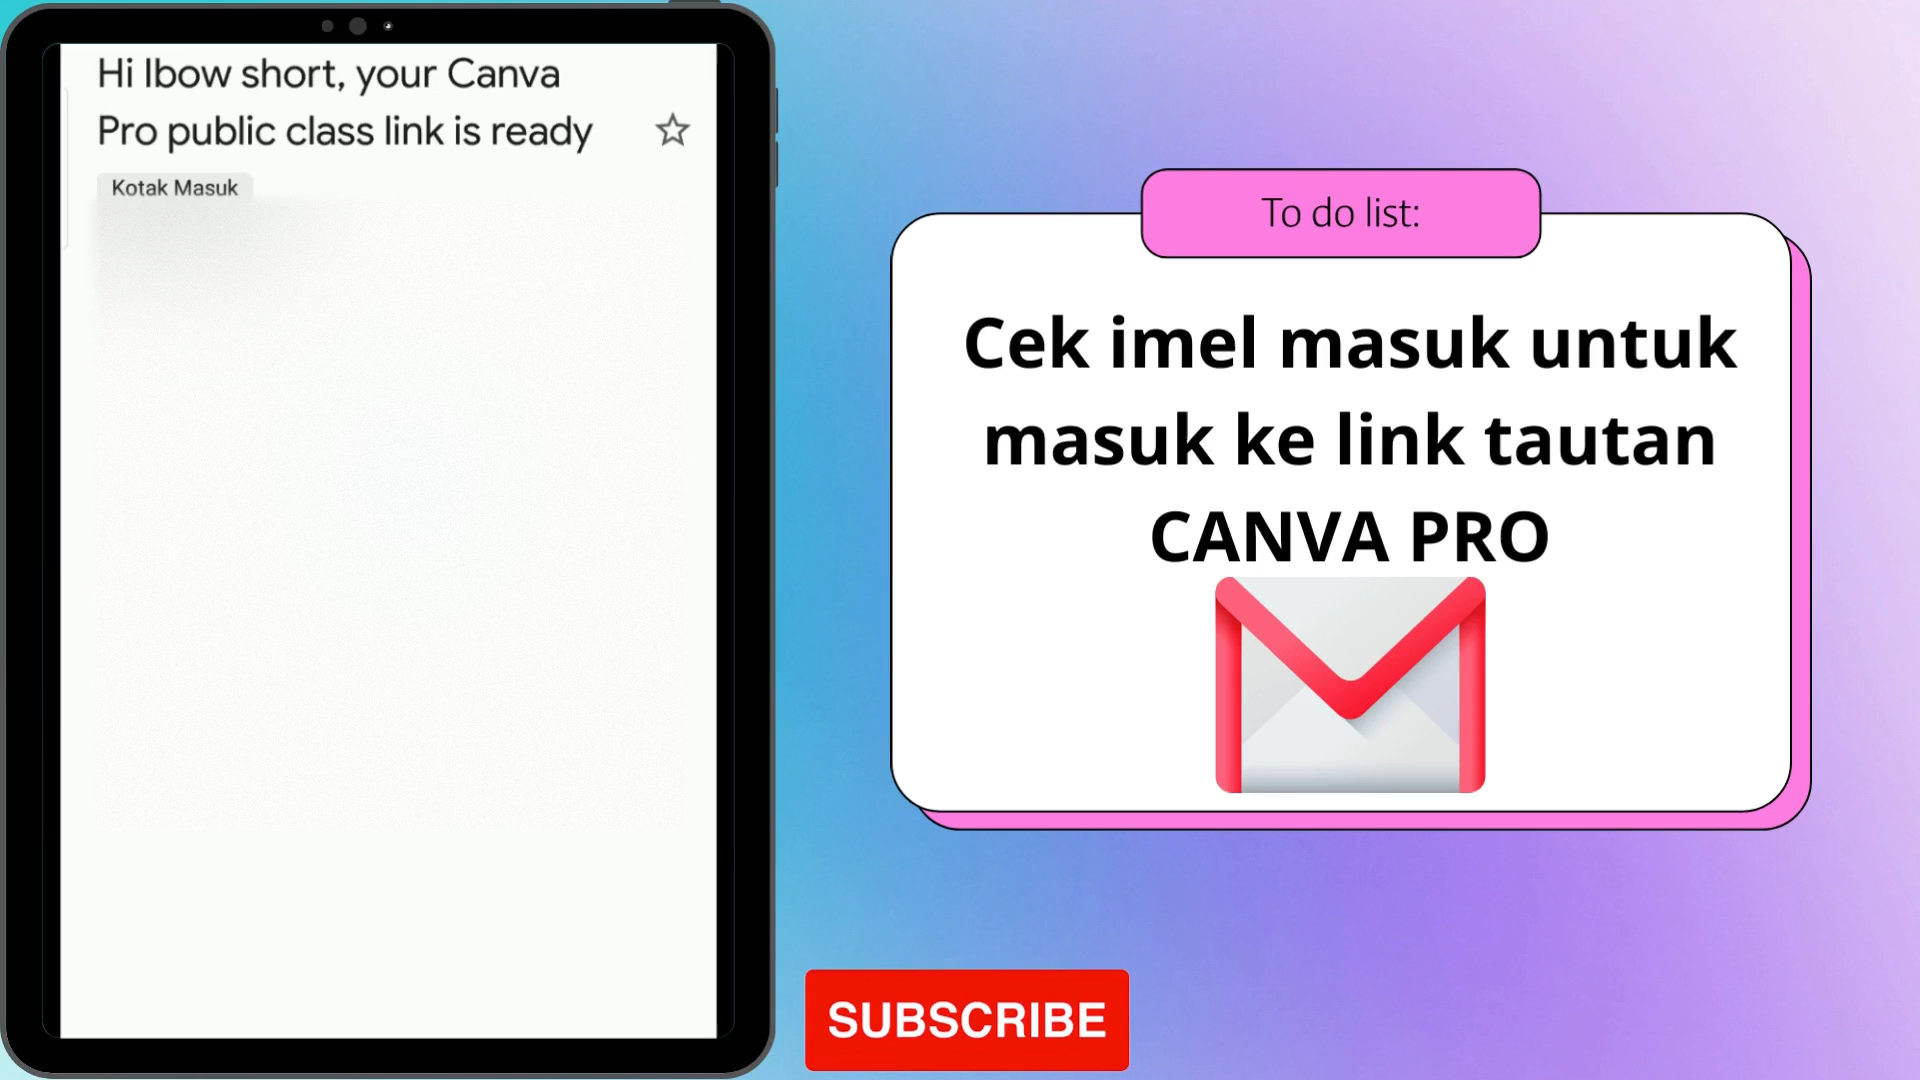 Hi Ibow short, your Canva
Pro public class link is ready
Kotak Masuk
To do list:
Cek imel masuk untuk
masuk ke link tautan
CANVA PRO
SUBSCRIBE